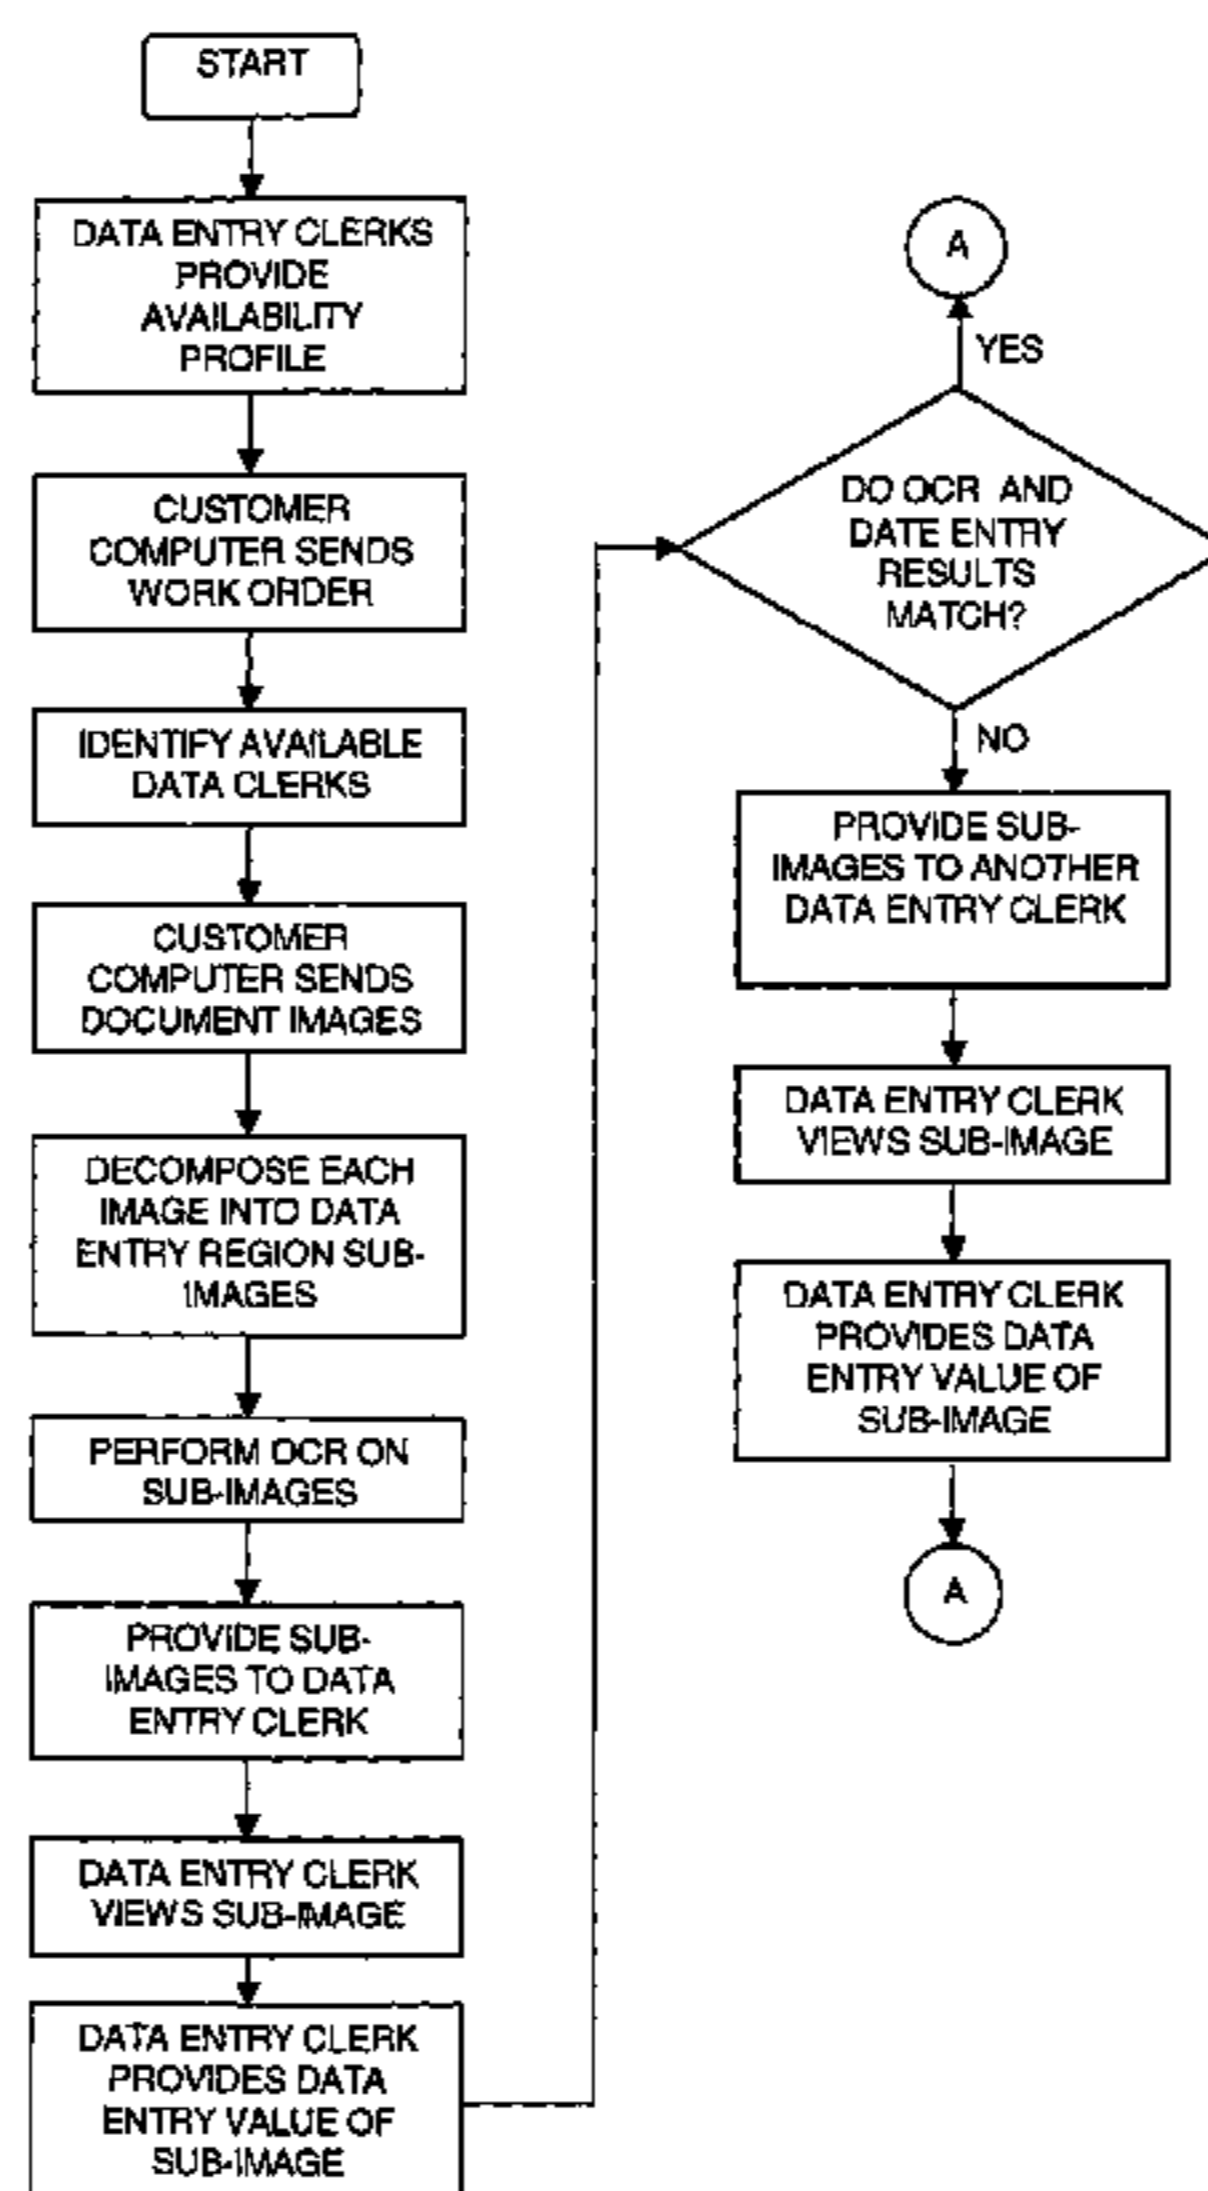 START
DATA ENTRY CLERKS
PROVIDE
AVAILABILITY
PROFILE
CUSTOMER
COMPUTER SENDS
WORK ORDER
IDENTIFY AVAILABLE
DATA CLERKS
CUSTOMER
COMPUTER SENDS
DOCUMENT IMAGES
DECOMPOSE EACH
IMAGE INTO DATA
ENTRY REGION SUB-
IMAGES
PERFORM OCR ON
SUB-IMAGES
PROVIDE SUB-
IMAGES TO DATA
ENTRY CLERK
DATA ENTRY CLERK
VIEWS SUB-IMAGE
DATA ENTRY CLERK
PROVIDES DATA
ENTRY VALUE OF
SUB-IMAGE
A
YES
DO OCR AND
DATE ENTRY
RESULTS
MATCH?
NO
PROVIDE SUB-
IMAGES TO ANOTHER
DATA ENTRY CLERK
DATA ENTRY CLERK
VIEWS SUB-IMAGE
DATA ENTRY CLERK
PROVIDES DATA
ENTRY VALUE OF
SUB-IMAGE
A